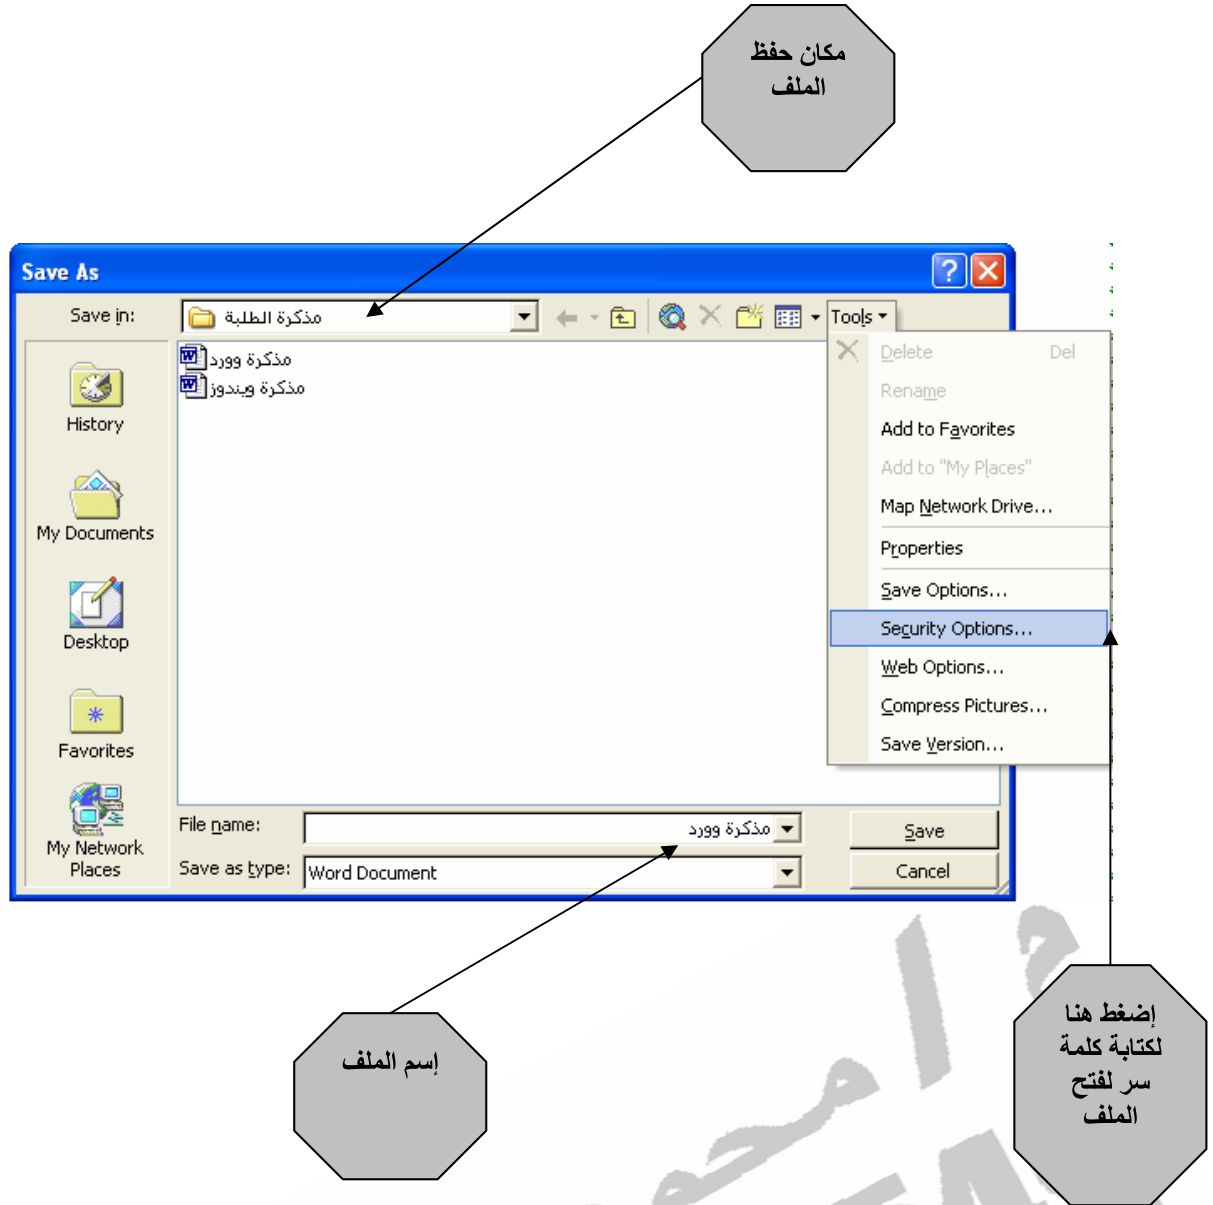 مكان حفظ
الملف
Save As
Save in:
مذكرة الطلبة
Tools
مذكرة وورد
مذكرة ويندوز
History
My Documents
Desktop
Favorites
My Network
Places
Delete Del
Rename
Add to Favorites
Add to "My Places"
Map Network Drive...
Properties
Save Options...
Security Options...
Web Options...
Compress Pictures...
Save Version...
File name:
مذكرة وورد
Save
Save as type:
Word Document
Cancel
إسم الملف
إضغط هنا
لكتابة كلمة
سر لفتح
الملف